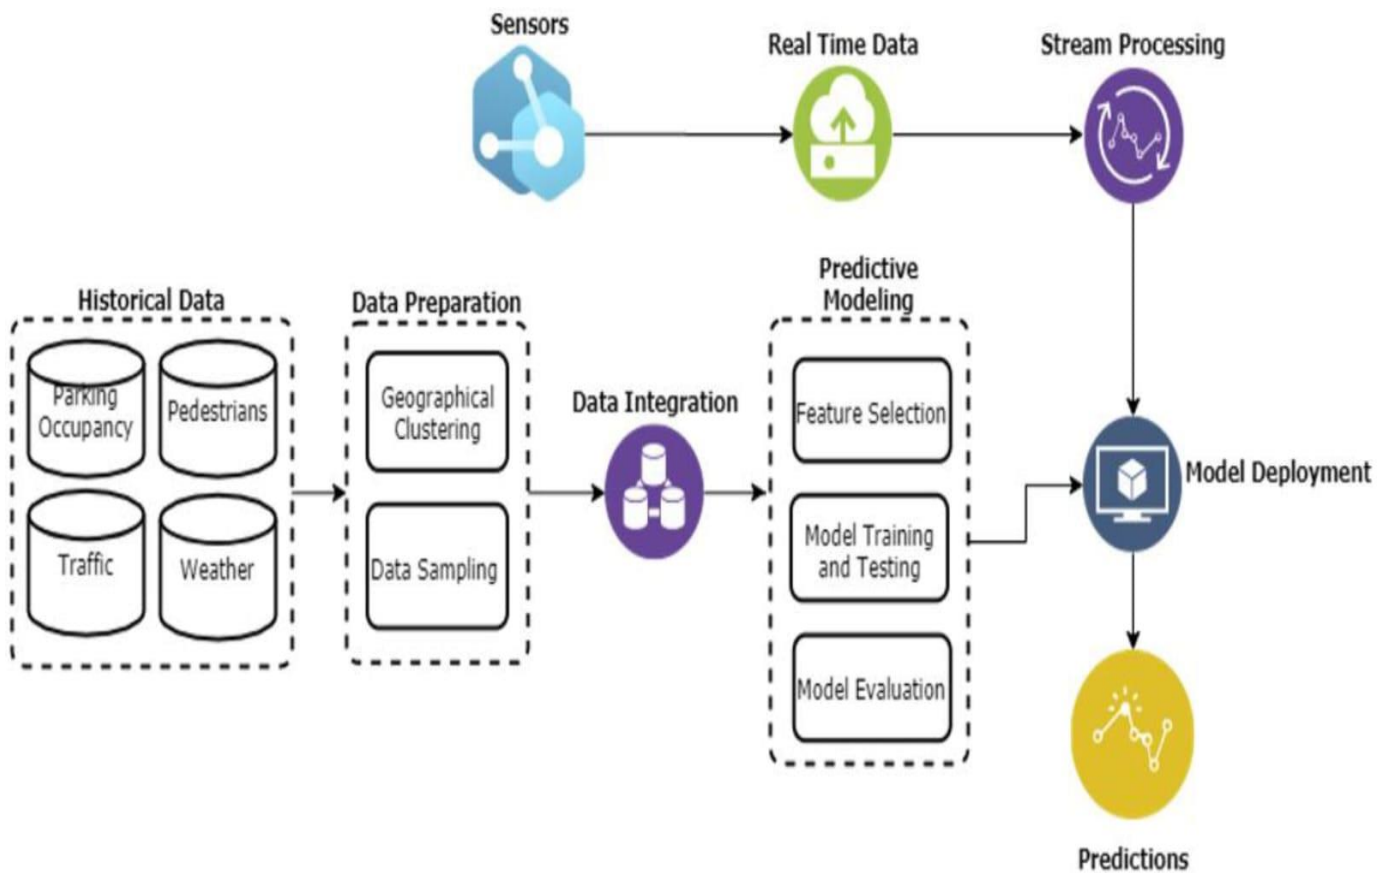 Sensors
Real Time Data
Stream Processing
Historical Data
Parking
Occupancy
Pedestrians
Traffic
Weather
Data Preparation
Geographical
Clustering
Data Sampling
Data Integration
Predictive
Modeling
Feature Selection
Model Training
and Testing
Model Evaluation
Model Deployment
Predictions